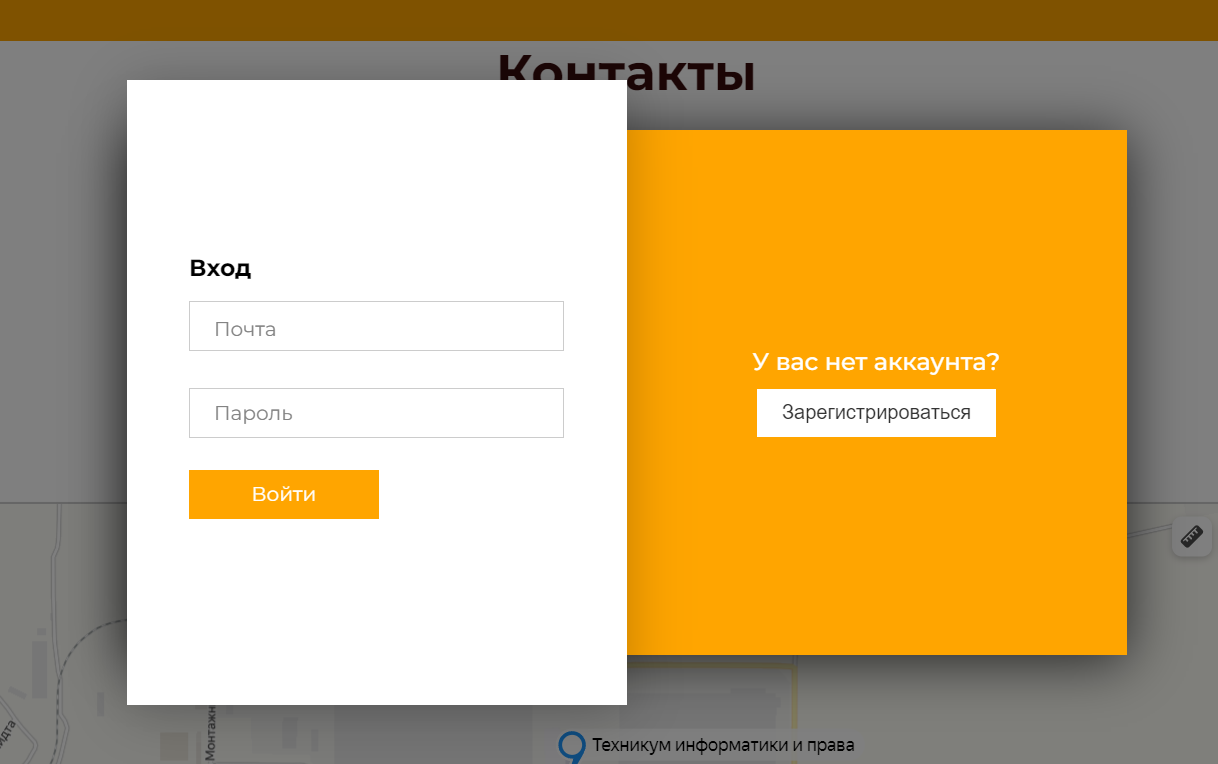 Контакты
Вход
Почта
Пароль
Войти
У вас нет аккаунта?
Зарегистрироваться
Техникум информатики и права